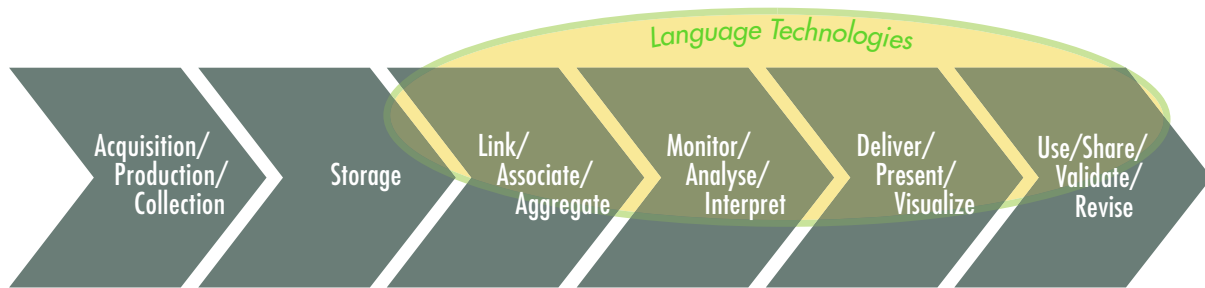 Language Technologies
Acquisition/
Production/
Collection
Storage
Link/
Associate/
Aggregate
Monitor/
Analyse/
Interpret
Deliver/
Present/
Visualize
Use/Share/
Validate/
Revise